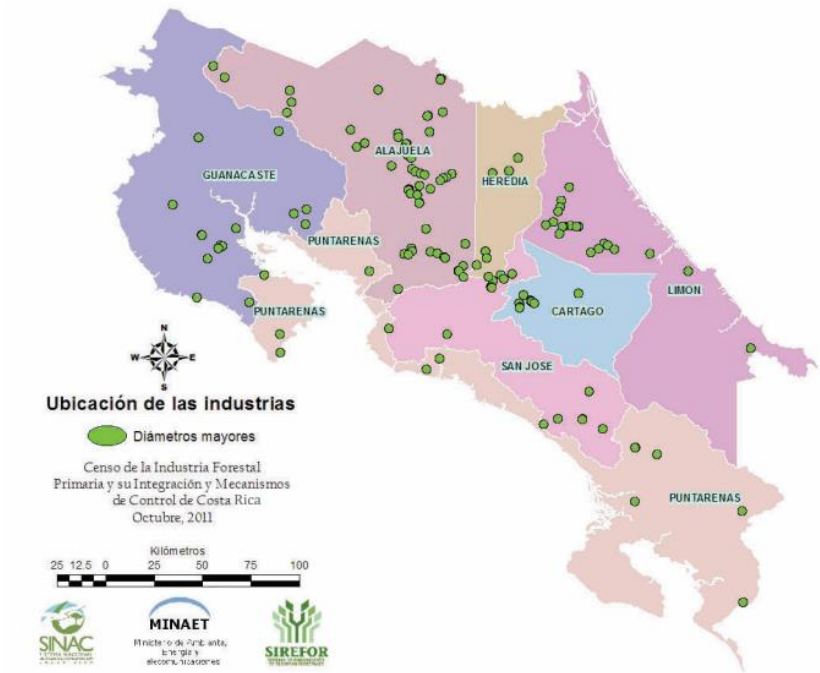 ALAJUELA
GUANACASTE
HEREDIA
PUNTARENAS
PUNTARENAS
LIMON
CARTAGO
SAN JOSE
PUNTARENAS
N
W E
S
Ubicación de las industrias
Diámetros mayores
Censo de la Industria Forestal
Primaria y su Integración y Mecanismos
de Control de Costa Rica
Octubre, 2011
Kilómetros
25 12.5 0 25 50 75 100
SINAC
MINAET
Ministerio de Ambiente,
Energía y
Telecomunicaciones
SIREFOR